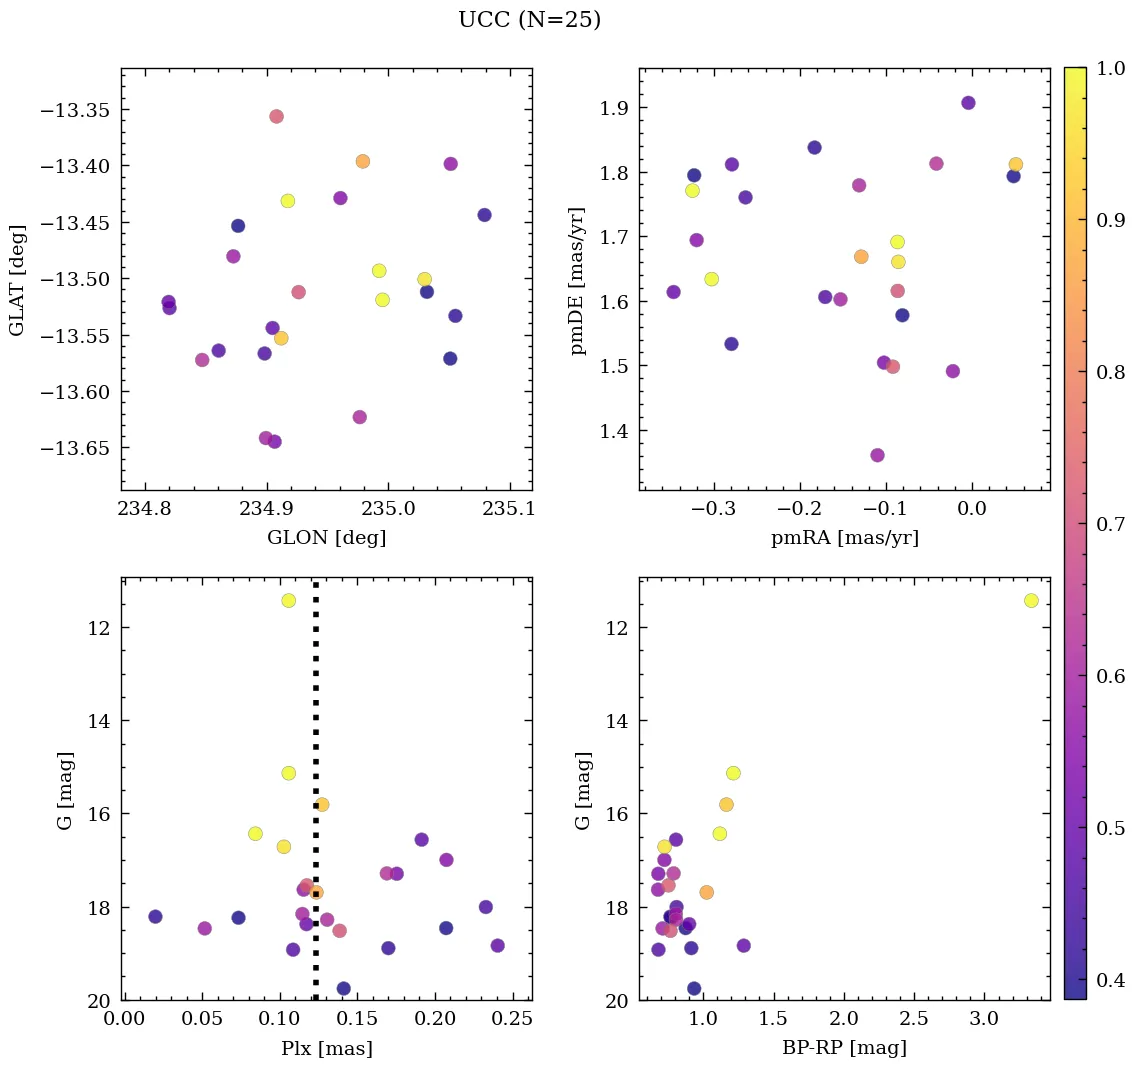 UCC (N=25)
−13.35
−13.40
−13.45
−13.50
−13.55
−13.60
−13.65
GLAT [deg]
234.8 234.9 235.0 235.1
GLON [deg]
1.9
1.8
1.7
1.6
1.5
1.4
pmDE [mas/yr]
−0.3 −0.2 −0.1 0.0
pmRA [mas/yr]
12
14
16
18
20
G [mag]
0.00 0.05 0.10 0.15 0.20 0.25
Plx [mas]
12
14
16
18
20
G [mag]
1.0 1.5 2.0 2.5 3.0
BP-RP [mag]
1.0
0.9
0.8
0.7
0.6
0.5
0.4